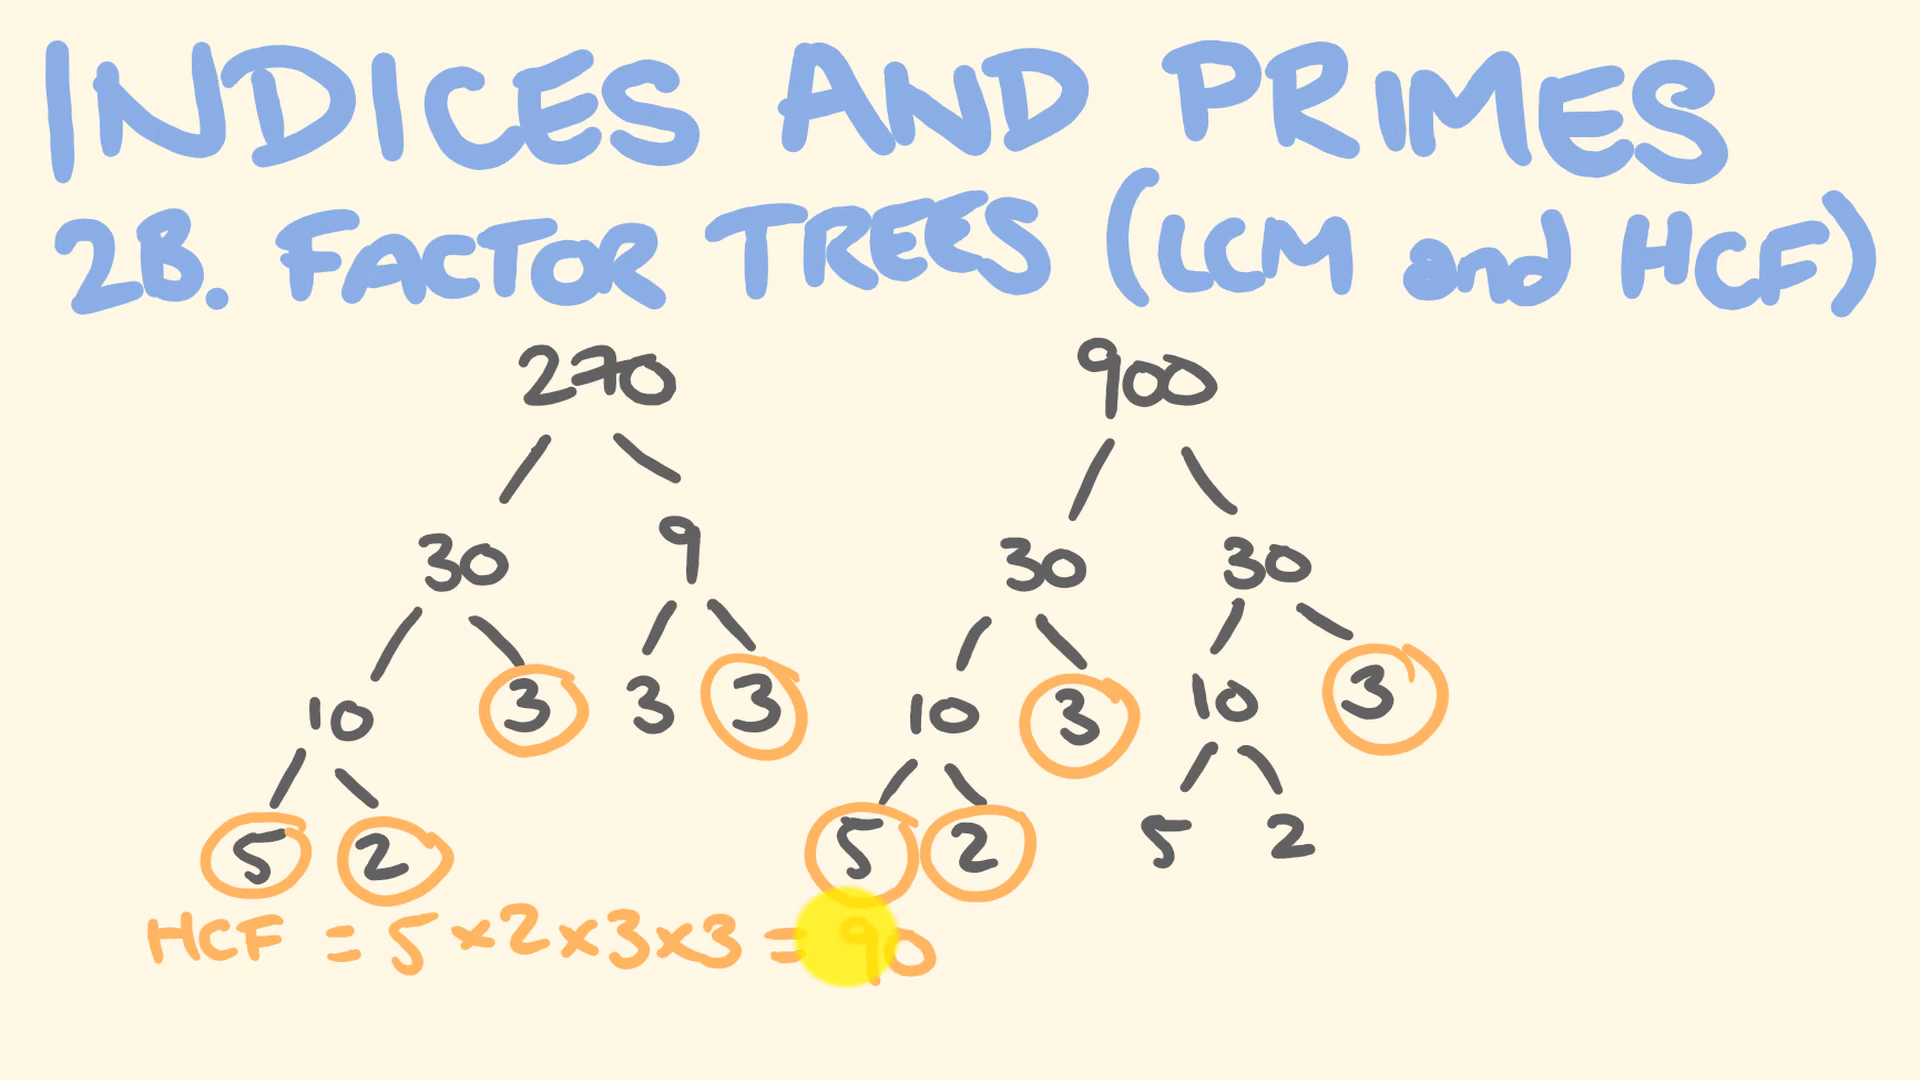 INDICES AND PRIMES
2B. FACTOR TREES (LCM and HCF)
270 900
30 9 30 30
10 3 3 3 10 3 10 3
5 2 5 2 5 2
HCF = 5 × 2 × 3 × 3 = 90